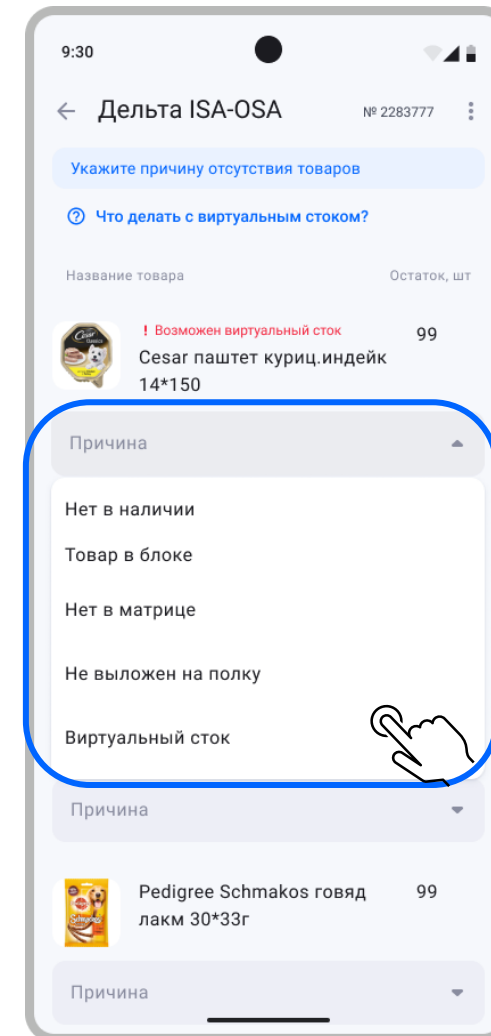 9:30
Дельта ISA-OSA № 2283777
Укажите причину отсутствия товаров
Что делать с виртуальным стоком?
Название товара Остаток, шт
! Возможен виртуальный сток
Cesar паштет куриц.индейк 99
14*150
Причина
Нет в наличии
Товар в блоке
Нет в матрице
Не выложен на полку
Виртуальный сток
Причина
Pedigree Schmakos говяд 99
лакм 30*33г
Причина